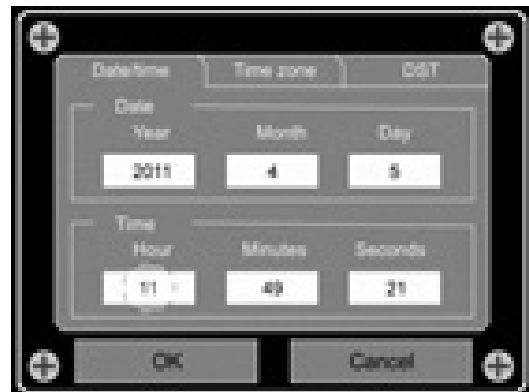 Date/time Time zone DST
Date
Year Month Day
2011 4 5
Time
Hour Minutes Seconds
11 49 21
OK Cancel